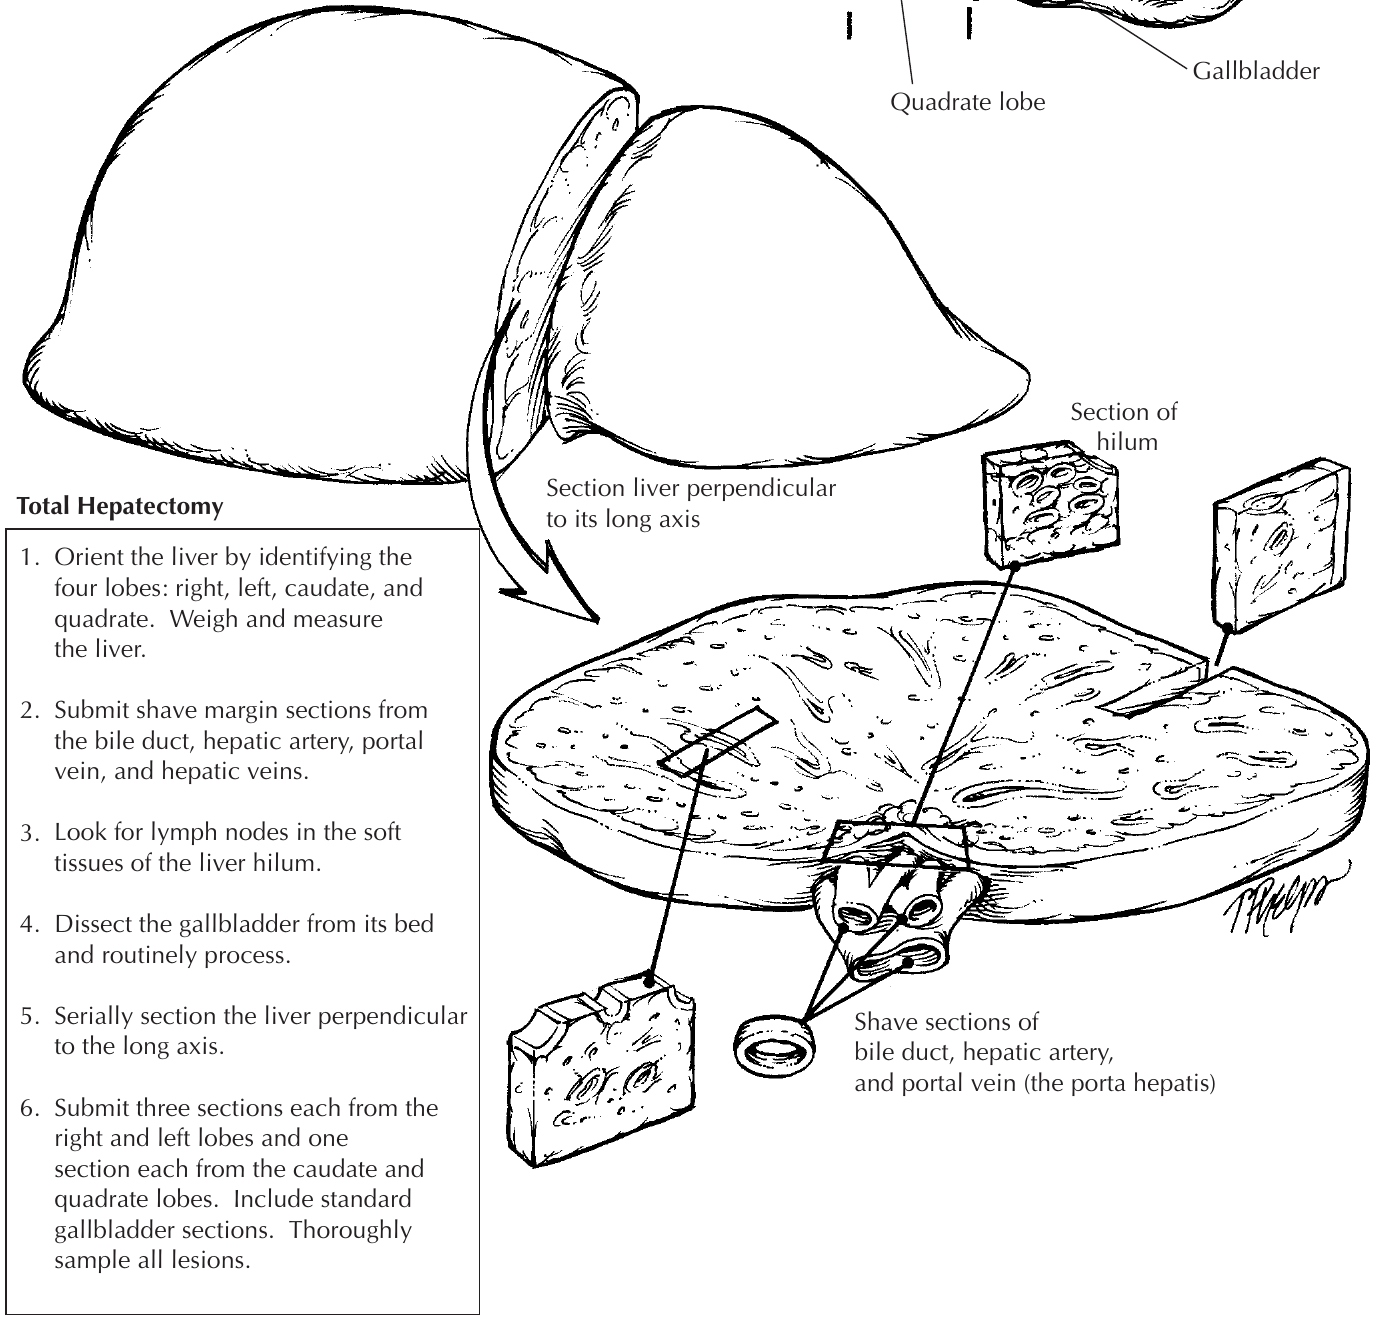 Gallbladder
Quadrate lobe
Section of
hilum
Section liver perpendicular
to its long axis
Total Hepatectomy
1. Orient the liver by identifying the
four lobes: right, left, caudate, and
quadrate. Weigh and measure
the liver.
2. Submit shave margin sections from
the bile duct, hepatic artery, portal
vein, and hepatic veins.
3. Look for lymph nodes in the soft
tissues of the liver hilum.
4. Dissect the gallbladder from its bed
and routinely process.
5. Serially section the liver perpendicular
to the long axis.
6. Submit three sections each from the
right and left lobes and one
section each from the caudate and
quadrate lobes. Include standard
gallbladder sections. Thoroughly
sample all lesions.
Shave sections of
bile duct, hepatic artery,
and portal vein (the porta hepatis)